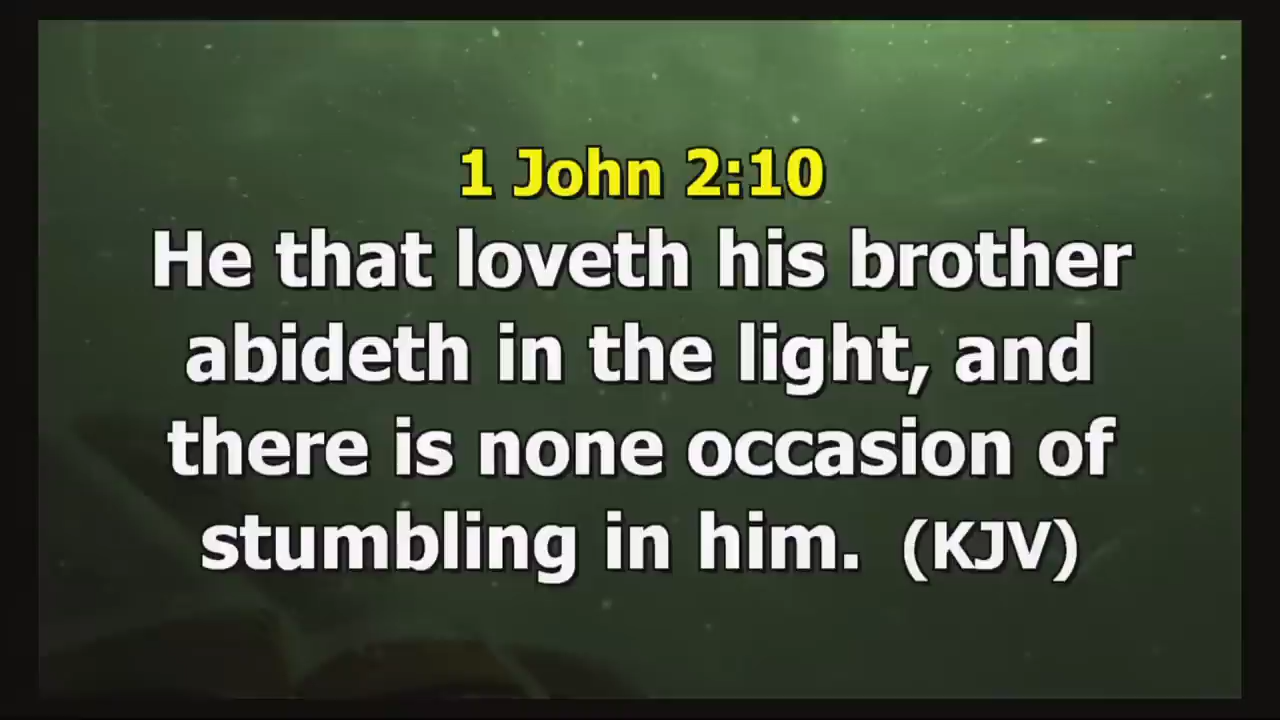 1 John 2:10
He that loveth his brother
abideth in the light, and
there is none occasion of
stumbling in him. (KJV)